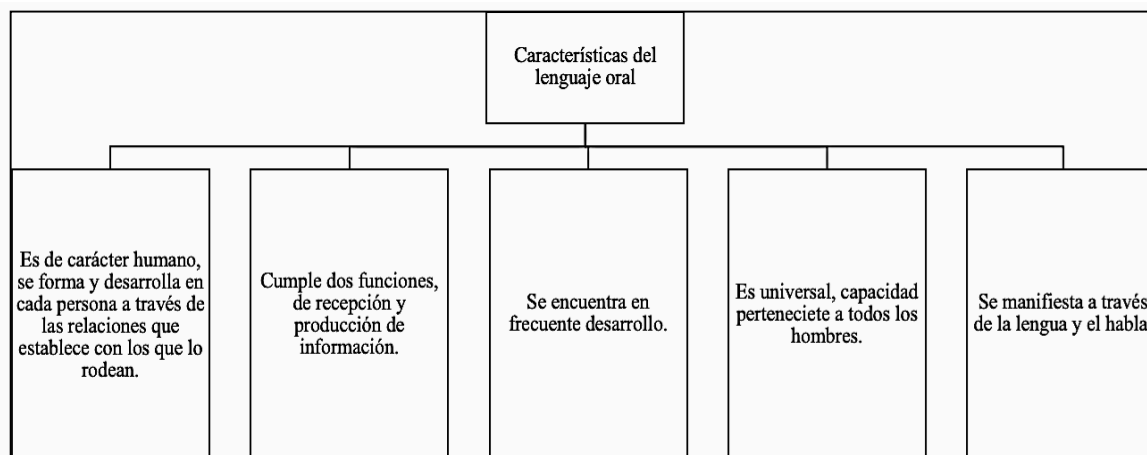 Características del
lenguaje oral
Es de carácter humano,
se forma y desarrolla en
cada persona a través de
las relaciones que
establece con los que lo
rodean.
Cumple dos funciones,
de recepción y
producción de
información.
Se encuentra en
frecuente desarrollo.
Es universal, capacidad
perteneciete a todos los
hombres.
Se manifiesta a través
de la lengua y el habla